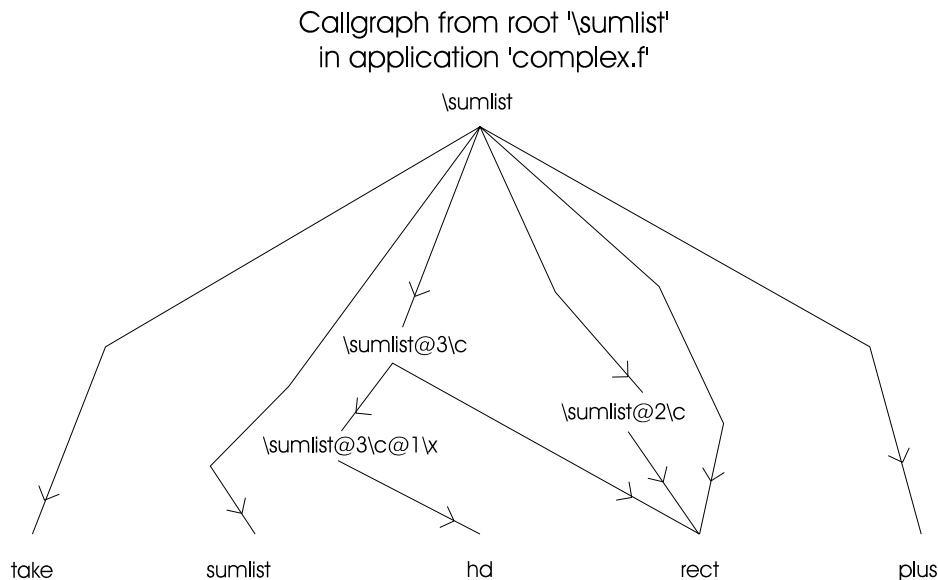 Callgraph from root '\sumlist'
in application 'complex.f'
\sumlist
\sumlist@3\c
\sumlist@2\c
\sumlist@3\c@1\x
take sumlist hd rect plus